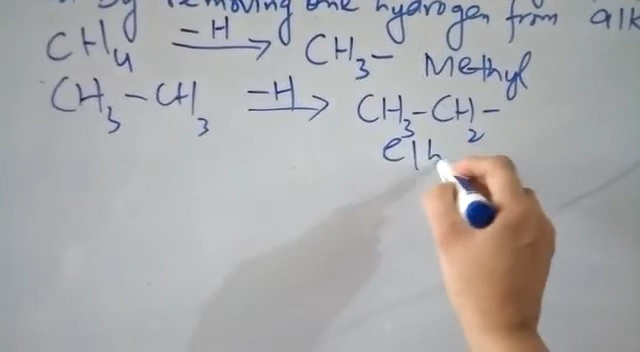 by removing one hydrogen from alk
CH₄ —H→ CH₃– Methyl
CH₃–CH₃ —H→ CH₃–CH₂–
eth